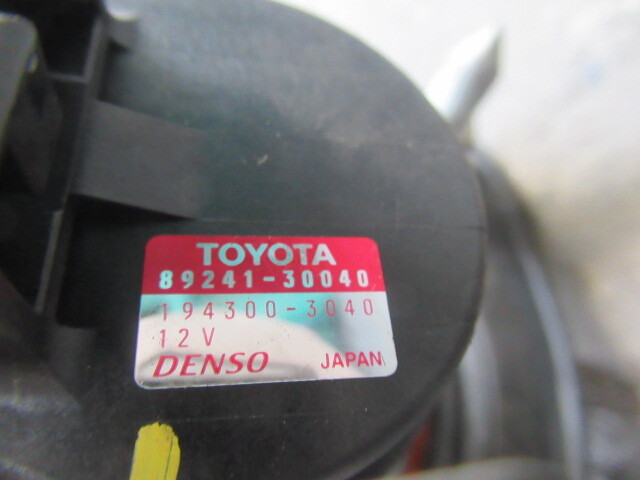 TOYOTA
89241-30040
194300-3040
12V
DENSO JAPAN